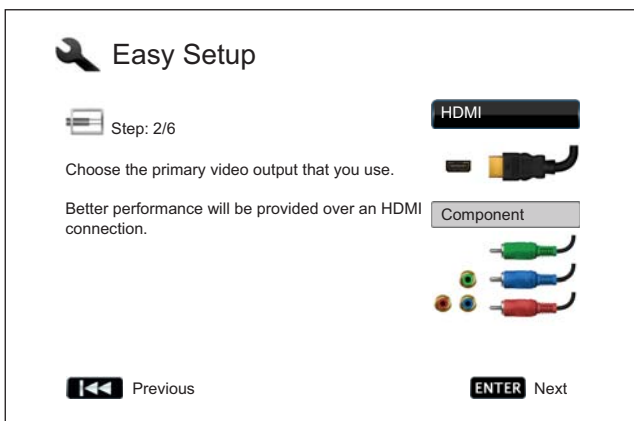 Easy Setup
Step: 2/6
Choose the primary video output that you use.
Better performance will be provided over an HDMI
connection.
HDMI
Component
Previous
ENTER Next